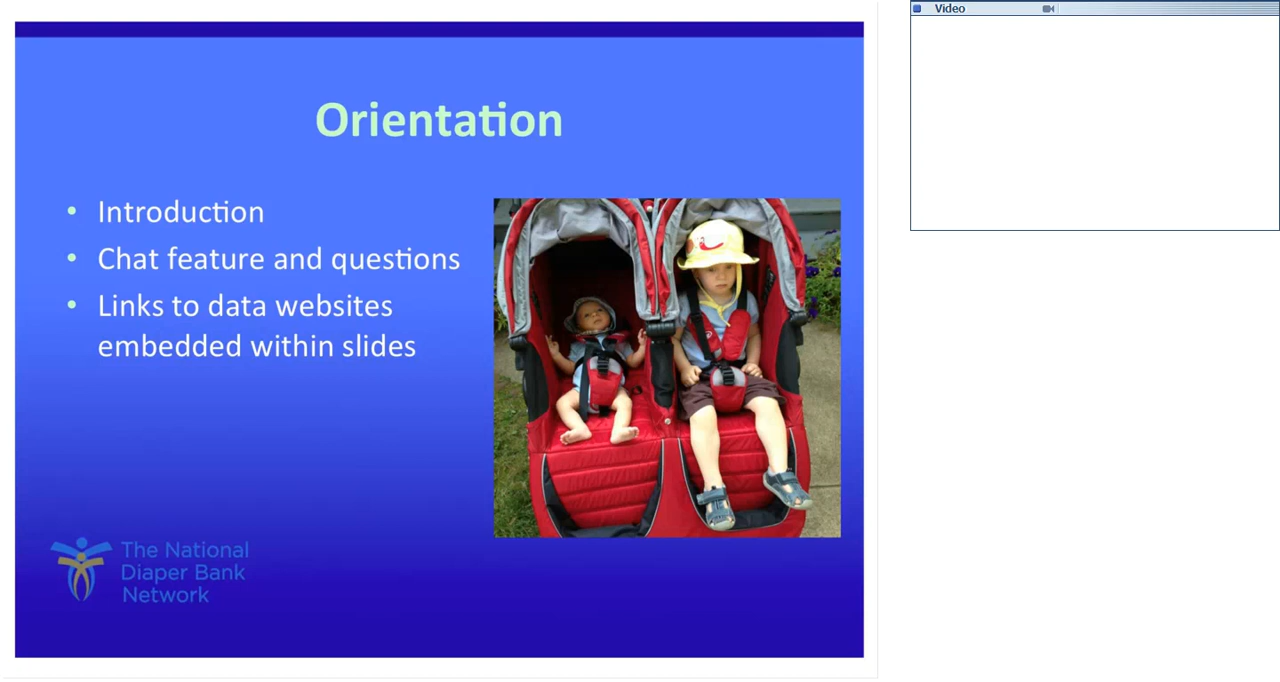 Video
Orientation
• Introduction
• Chat feature and questions
• Links to data websites
embedded within slides
The National
Diaper Bank
Network